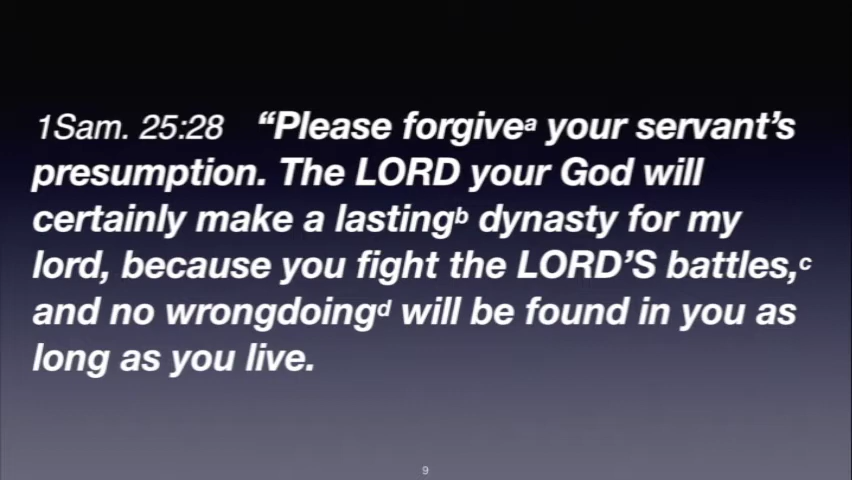 1Sam. 25:28 “Please forgiveᵃ your servant’s
presumption. The LORD your God will
certainly make a lastingᵇ dynasty for my
lord, because you fight the LORD’S battles,ᶜ
and no wrongdoingᵈ will be found in you as
long as you live.
9